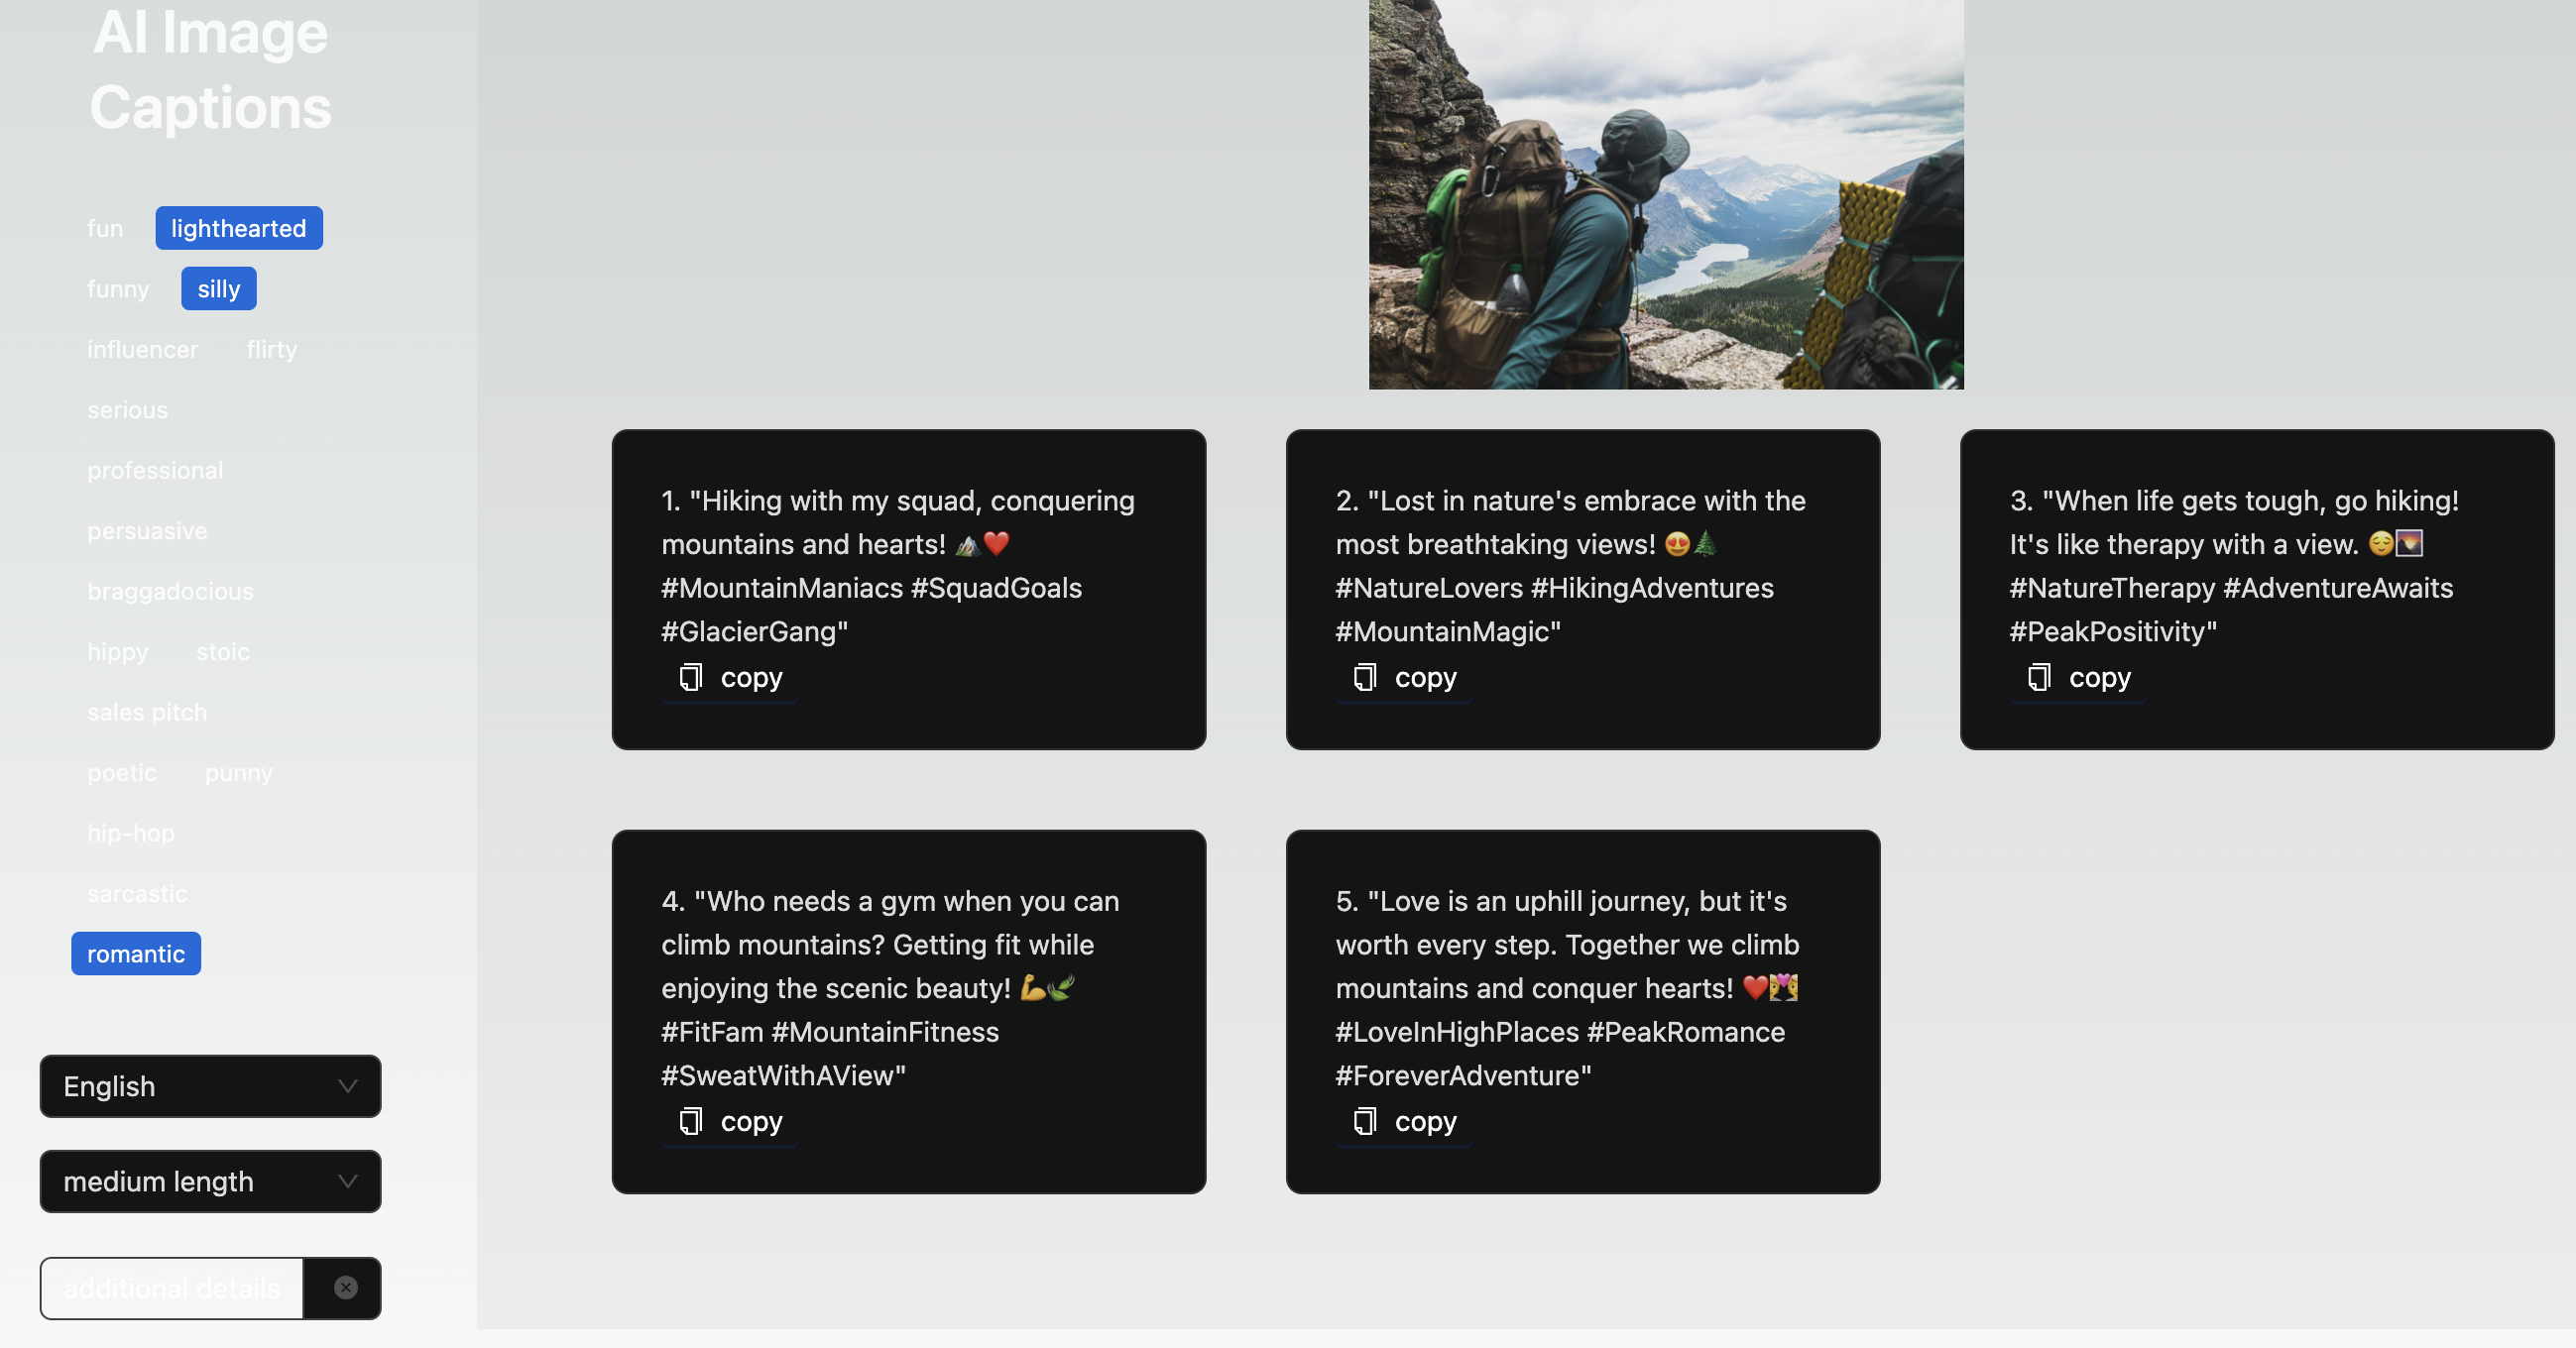 AI Image
Captions
fun lighthearted
funny silly
influencer flirty
serious
professional
persuasive
braggadocious
hippy stoic
sales pitch
poetic punny
hip-hop
sarcastic
romantic
English
medium length
additional details
1. "Hiking with my squad, conquering
mountains and hearts! ⛰️❤️
#MountainManiacs #SquadGoals
#GlacierGang"
copy
2. "Lost in nature's embrace with the
most breathtaking views! 😍🌲
#NatureLovers #HikingAdventures
#MountainMagic"
copy
3. "When life gets tough, go hiking!
It's like therapy with a view. 😌🌄
#NatureTherapy #AdventureAwaits
#PeakPositivity"
copy
4. "Who needs a gym when you can
climb mountains? Getting fit while
enjoying the scenic beauty! 💪🌿
#FitFam #MountainFitness
#SweatWithAView"
copy
5. "Love is an uphill journey, but it's
worth every step. Together we climb
mountains and conquer hearts! ❤️💑
#LoveInHighPlaces #PeakRomance
#ForeverAdventure"
copy